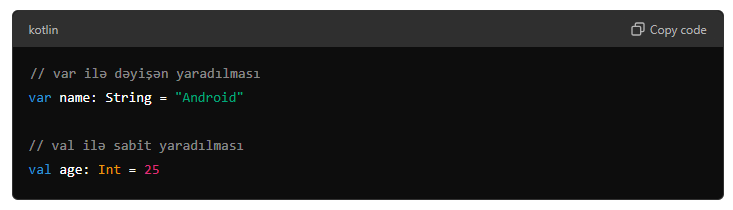 kotlin
Copy code
// var ilə dəyişən yaradılması
var name: String = "Android"
// val ilə sabit yaradılması
val age: Int = 25